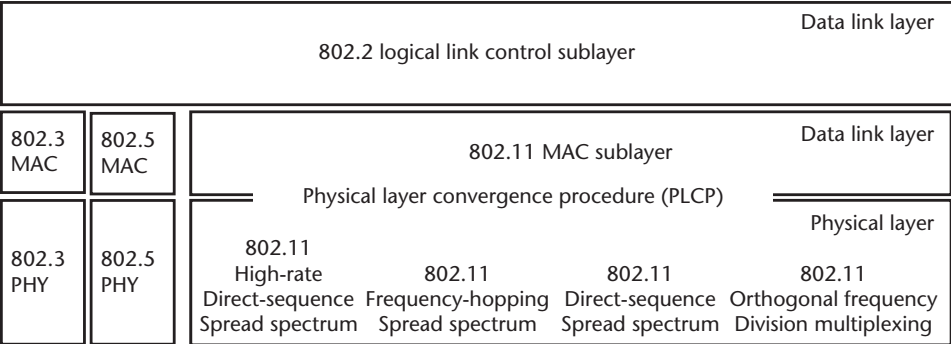 Data link layer
802.2 logical link control sublayer
802.3
MAC
802.5
MAC
Data link layer
802.11 MAC sublayer
Physical layer convergence procedure (PLCP)
802.3
PHY
802.5
PHY
Physical layer
802.11
High-rate
Direct-sequence
Spread spectrum
802.11
Frequency-hopping
Spread spectrum
802.11
Direct-sequence
Spread spectrum
802.11
Orthogonal frequency
Division multiplexing